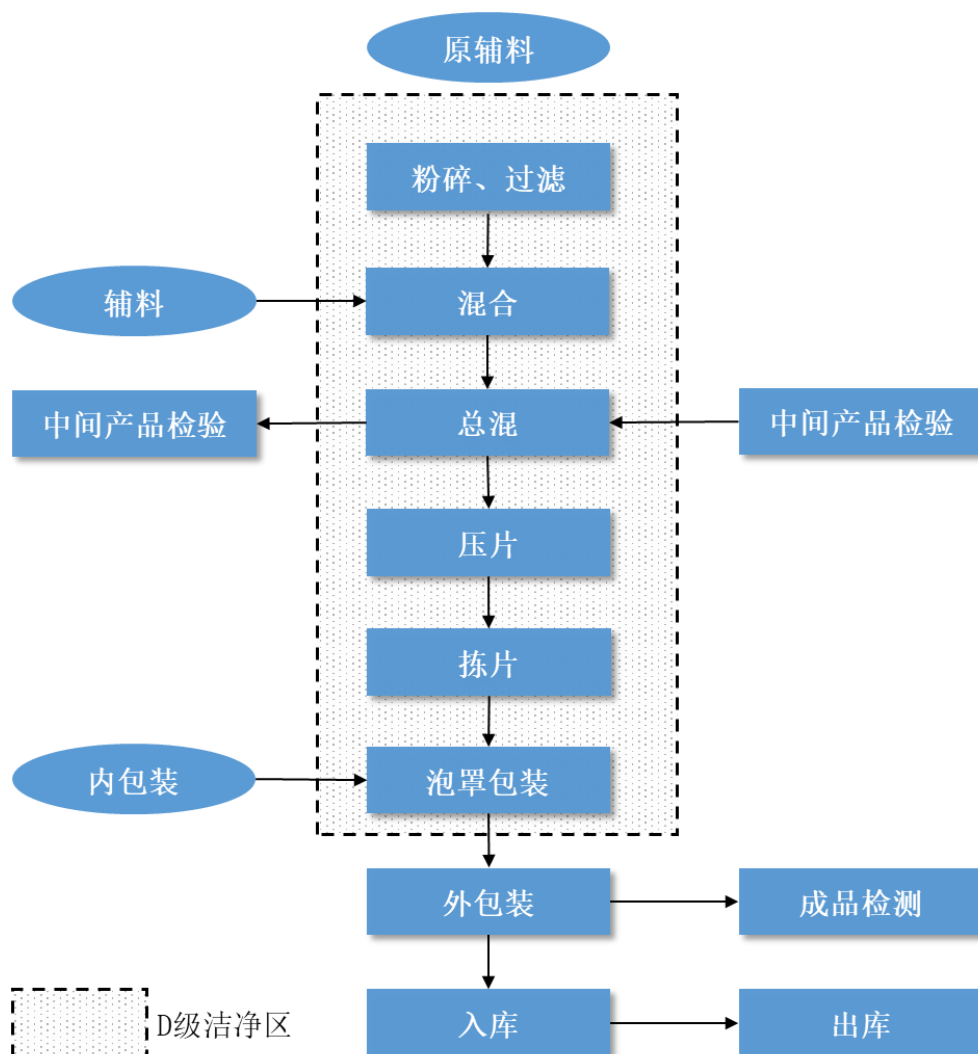 原辅料
粉碎、过滤
辅料
混合
中间产品检验
总混
中间产品检验
压片
拣片
内包装
泡罩包装
外包装
成品检测
D级洁净区
入库
出库